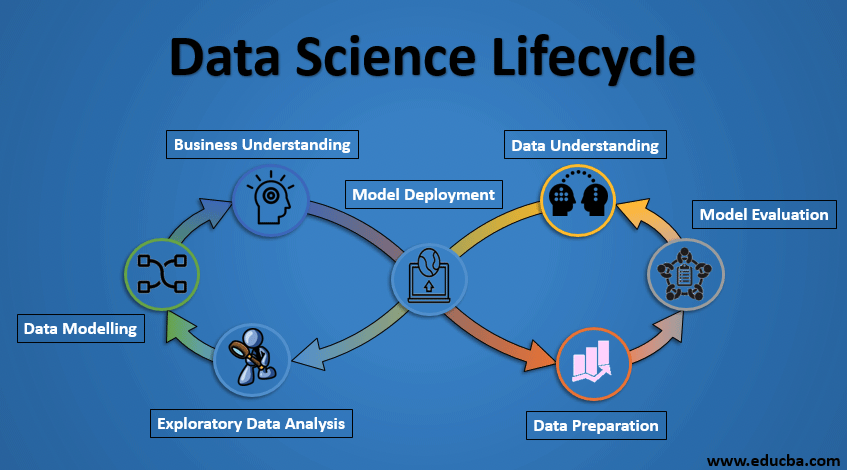 Data Science Lifecycle
Business Understanding
Data Understanding
Model Deployment
Model Evaluation
Data Modelling
Exploratory Data Analysis
Data Preparation
www.educba.com